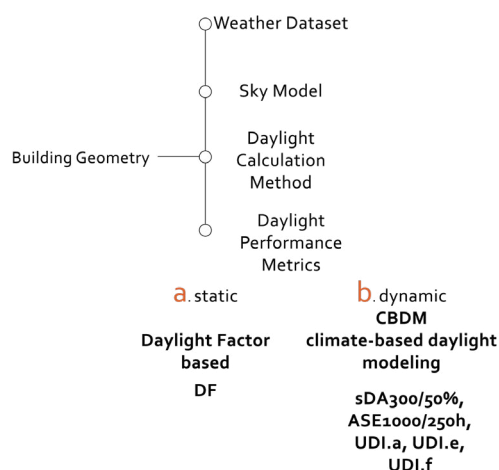 Weather Dataset
Sky Model
Building Geometry
Daylight
Calculation
Method
Daylight
Performance
Metrics
a. static
Daylight Factor
based
DF
b. dynamic
CBDM
climate-based daylight
modeling
sDA300/50%,
ASE1000/250h,
UDI.a, UDI.e,
UDI.f